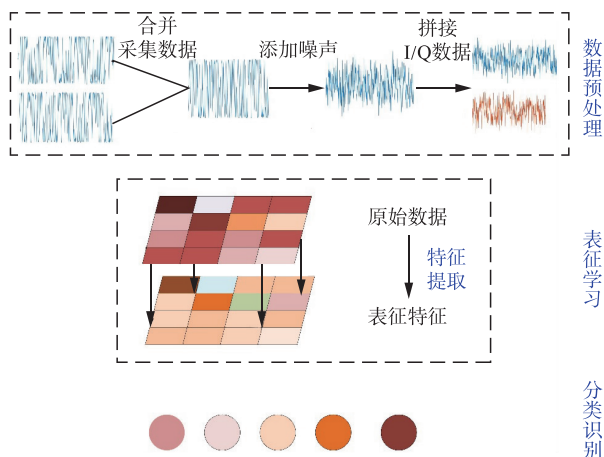 合并
采集数据
添加噪声
拼接
I/Q数据
数据预处理
原始数据
特征
提取
表征特征
表征学习
分类识别